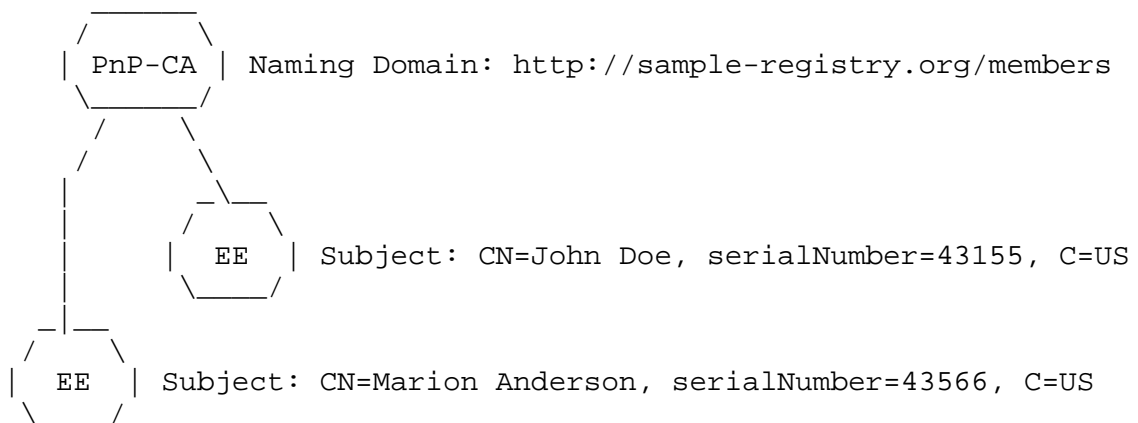 PnP-CA Naming Domain: http://sample-registry.org/members
EE Subject: CN=John Doe, serialNumber=43155, C=US
EE Subject: CN=Marion Anderson, serialNumber=43566, C=US